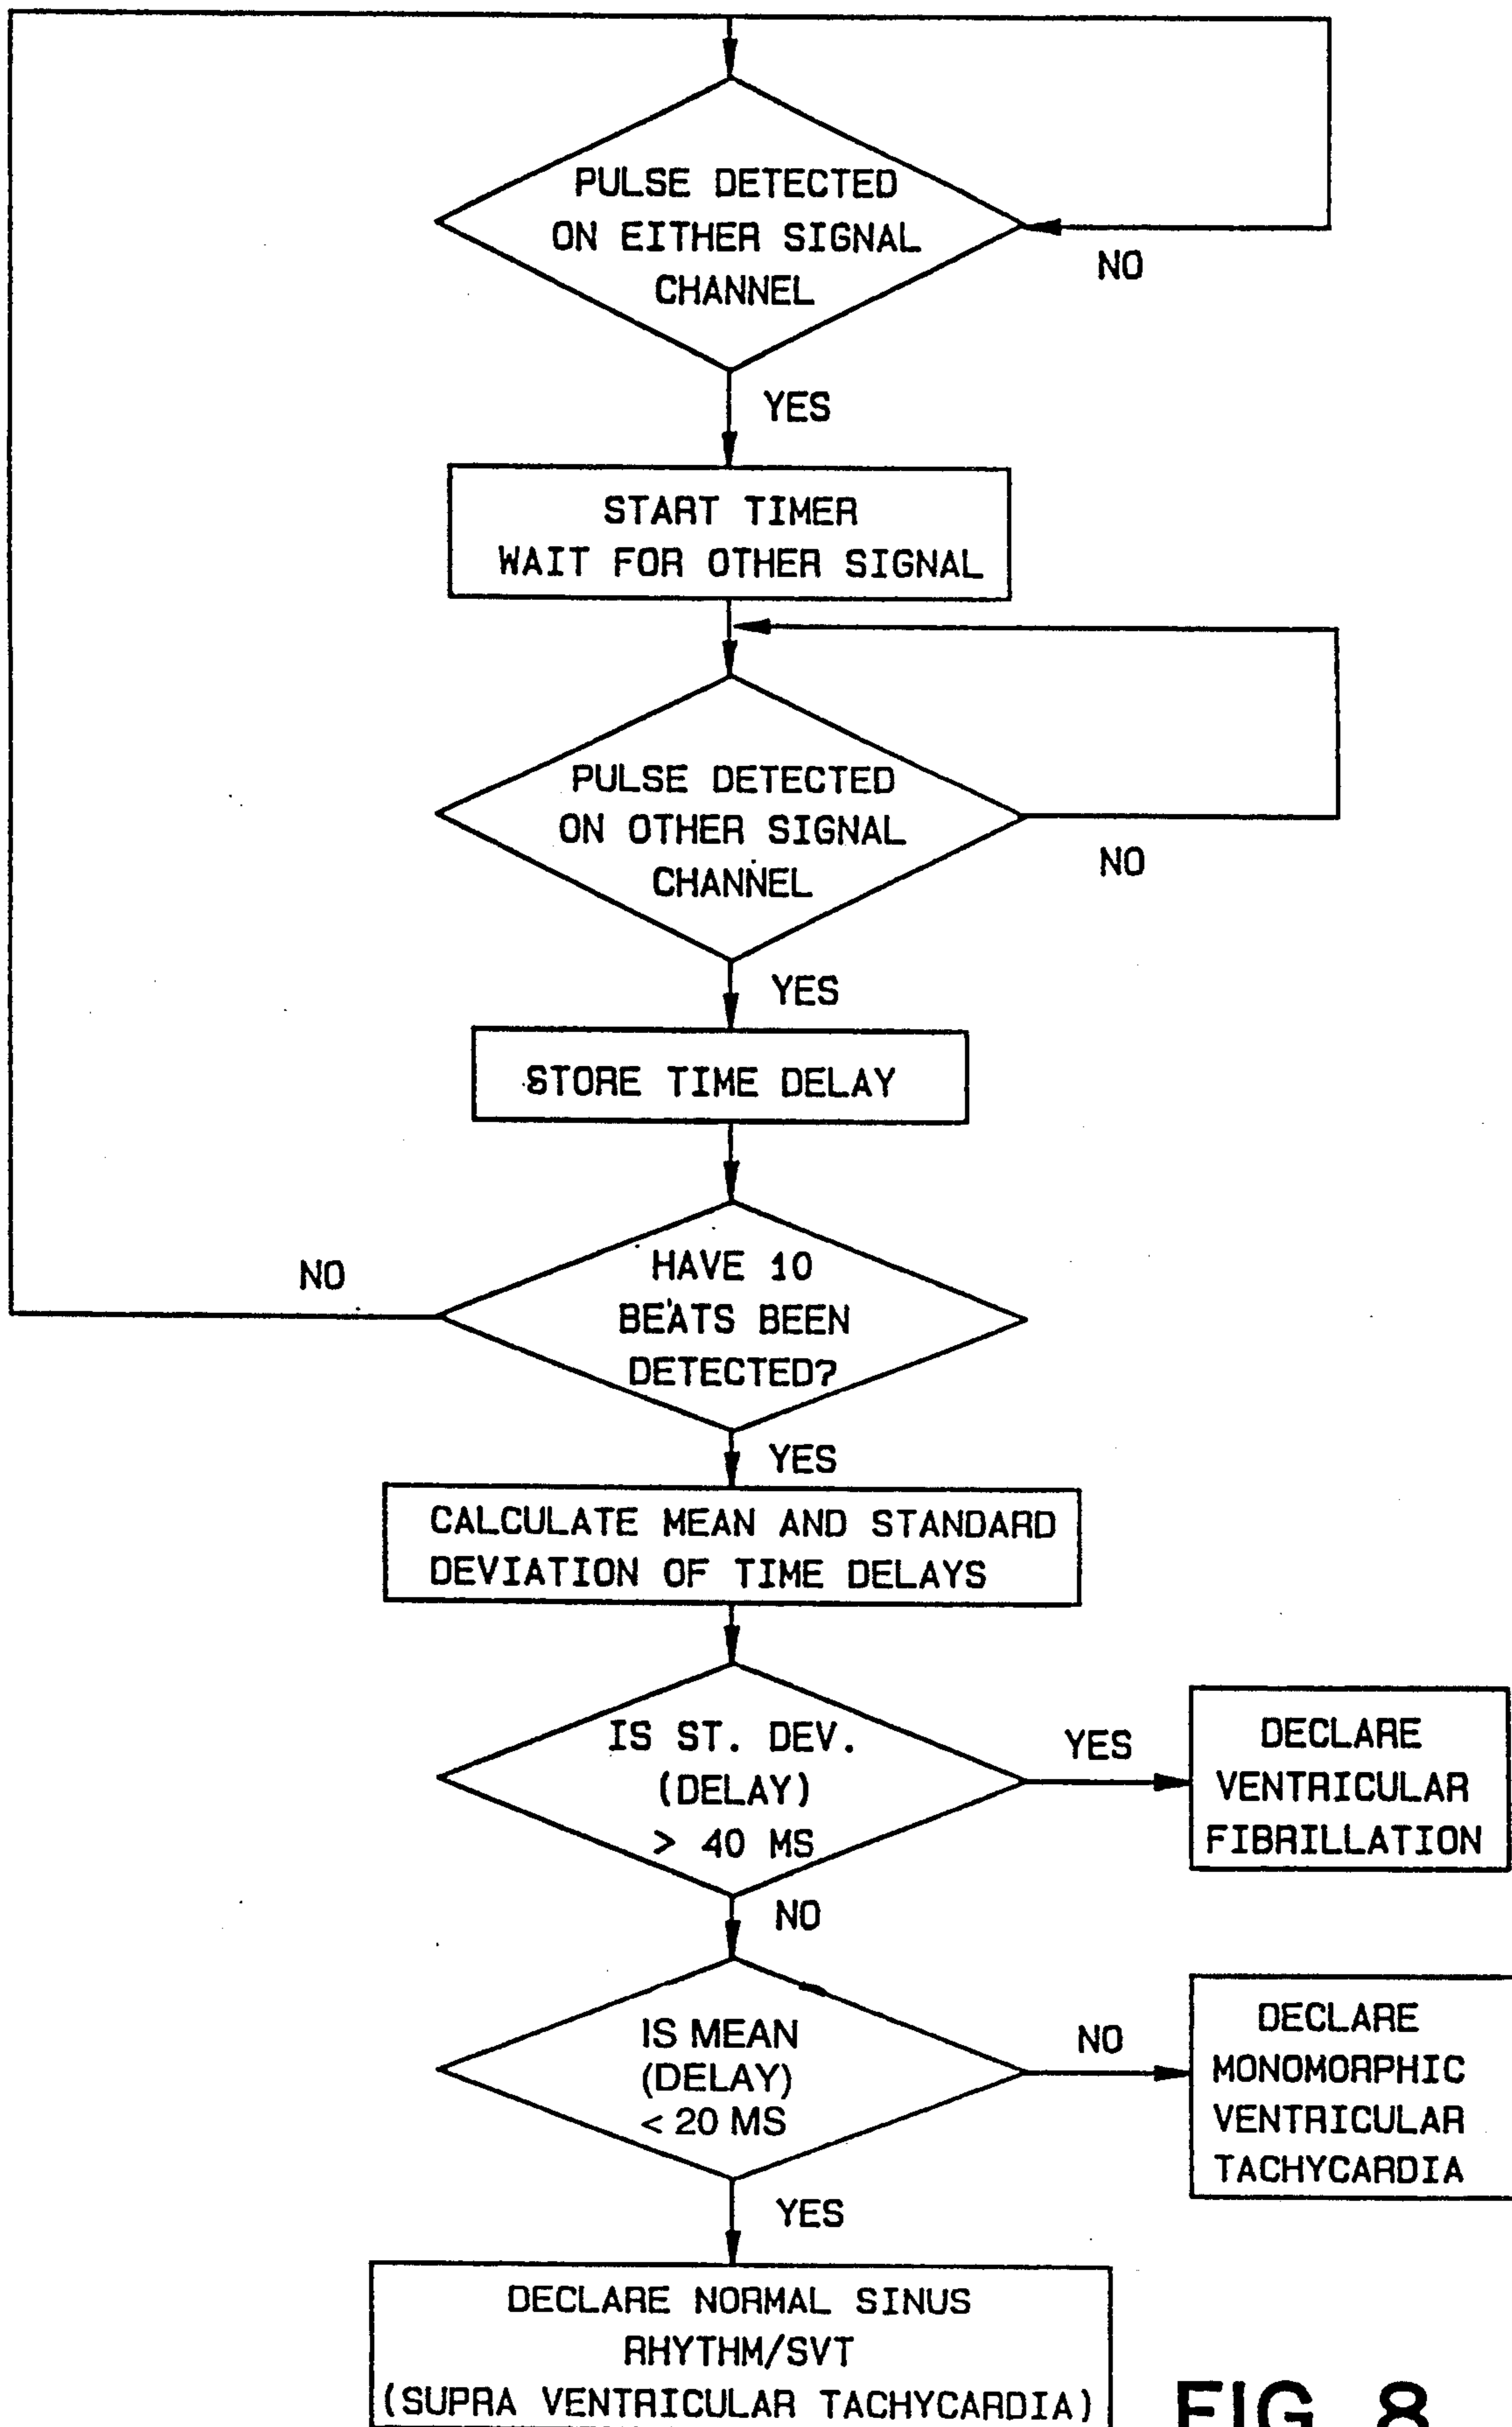 PULSE DETECTED
ON EITHER SIGNAL
CHANNEL
NO
YES
START TIMER
WAIT FOR OTHER SIGNAL
PULSE DETECTED
ON OTHER SIGNAL
CHANNEL
NO
YES
STORE TIME DELAY
HAVE 10
BEATS BEEN
DETECTED?
NO
YES
CALCULATE MEAN AND STANDARD
DEVIATION OF TIME DELAYS
IS ST. DEV.
(DELAY)
> 40 MS
YES
DECLARE
VENTRICULAR
FIBRILLATION
NO
IS MEAN
(DELAY)
< 20 MS
NO
DECLARE
MONOMORPHIC
VENTRICULAR
TACHYCARDIA
YES
DECLARE NORMAL SINUS
RHYTHM/SVT
(SUPRA VENTRICULAR TACHYCARDIA)
FIG. 8